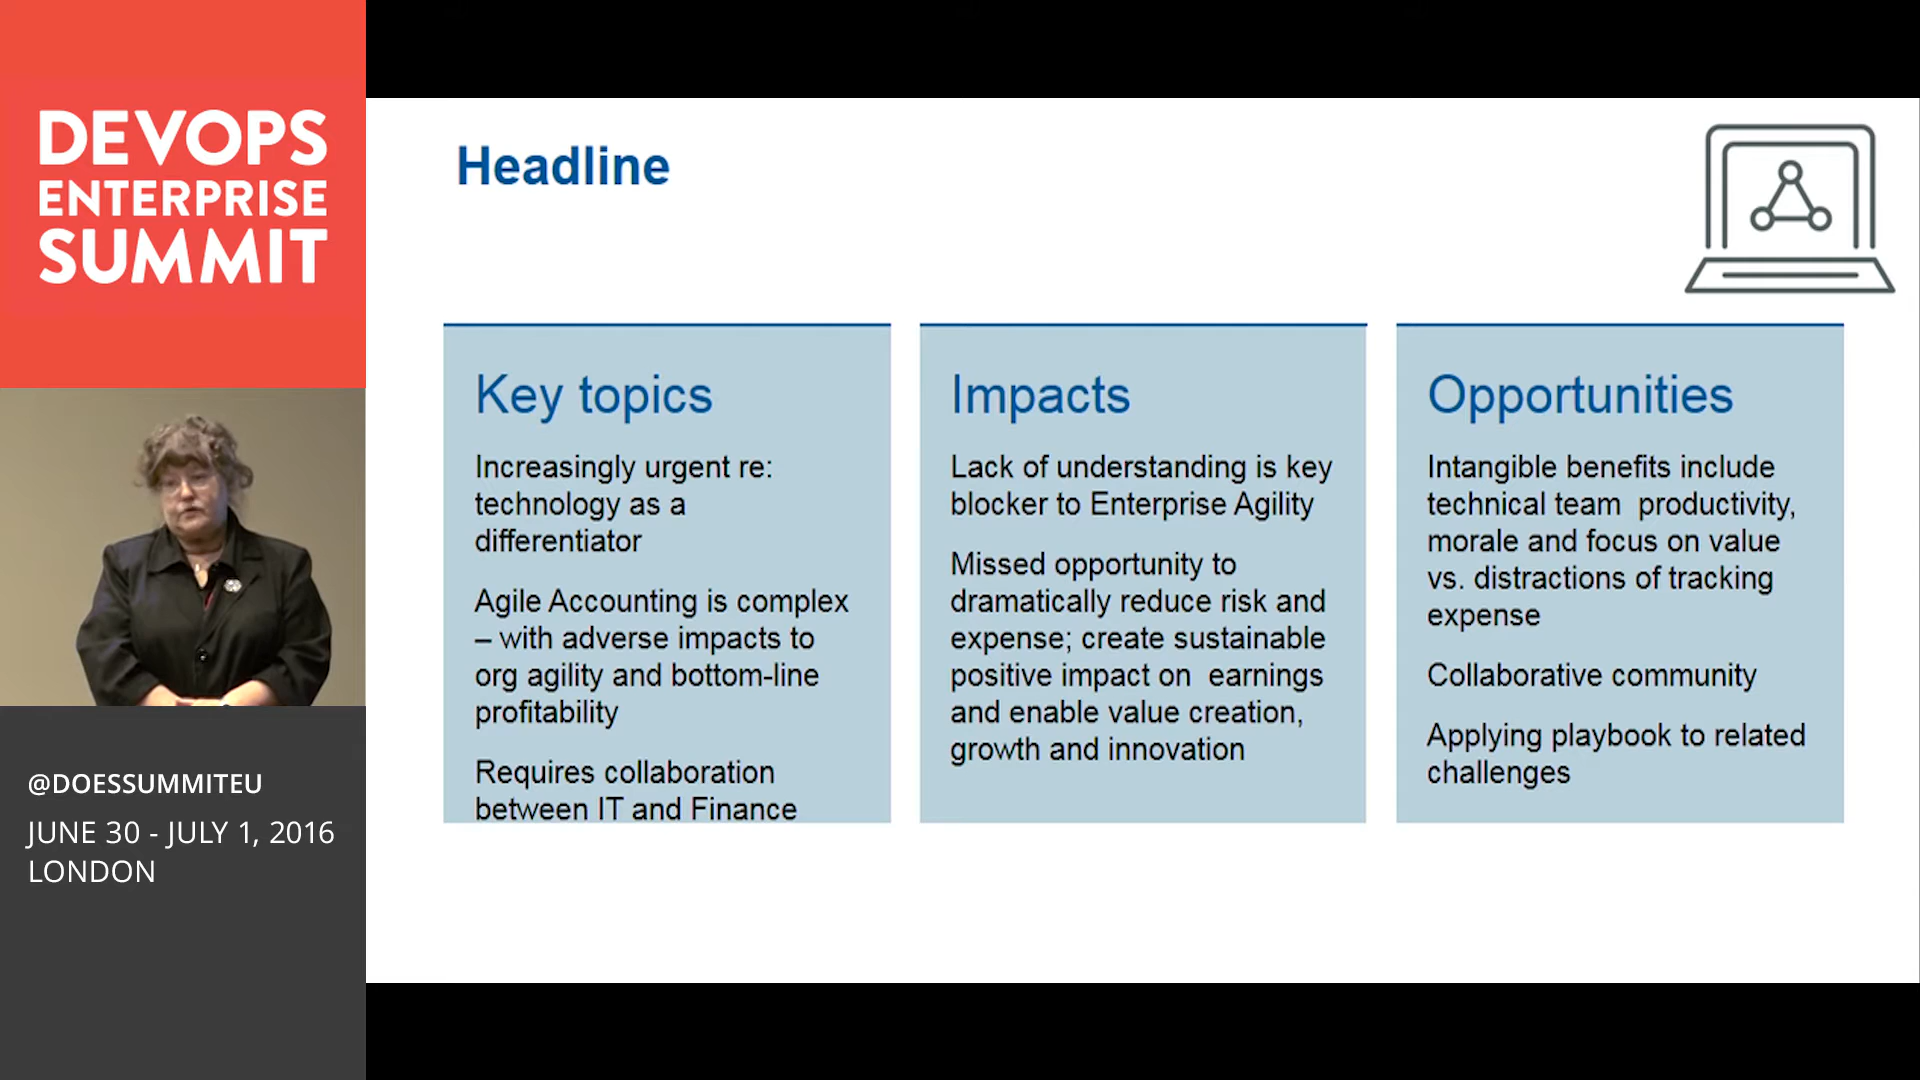 DEVOPS
ENTERPRISE
SUMMIT
@DOESSUMMITEU
JUNE 30 - JULY 1, 2016
LONDON
Headline
Key topics
Increasingly urgent re:
technology as a
differentiator
Agile Accounting is complex
– with adverse impacts to
org agility and bottom-line
profitability
Requires collaboration
between IT and Finance
Impacts
Lack of understanding is key
blocker to Enterprise Agility
Missed opportunity to
dramatically reduce risk and
expense; create sustainable
positive impact on earnings
and enable value creation,
growth and innovation
Opportunities
Intangible benefits include
technical team productivity,
morale and focus on value
vs. distractions of tracking
expense
Collaborative community
Applying playbook to related
challenges